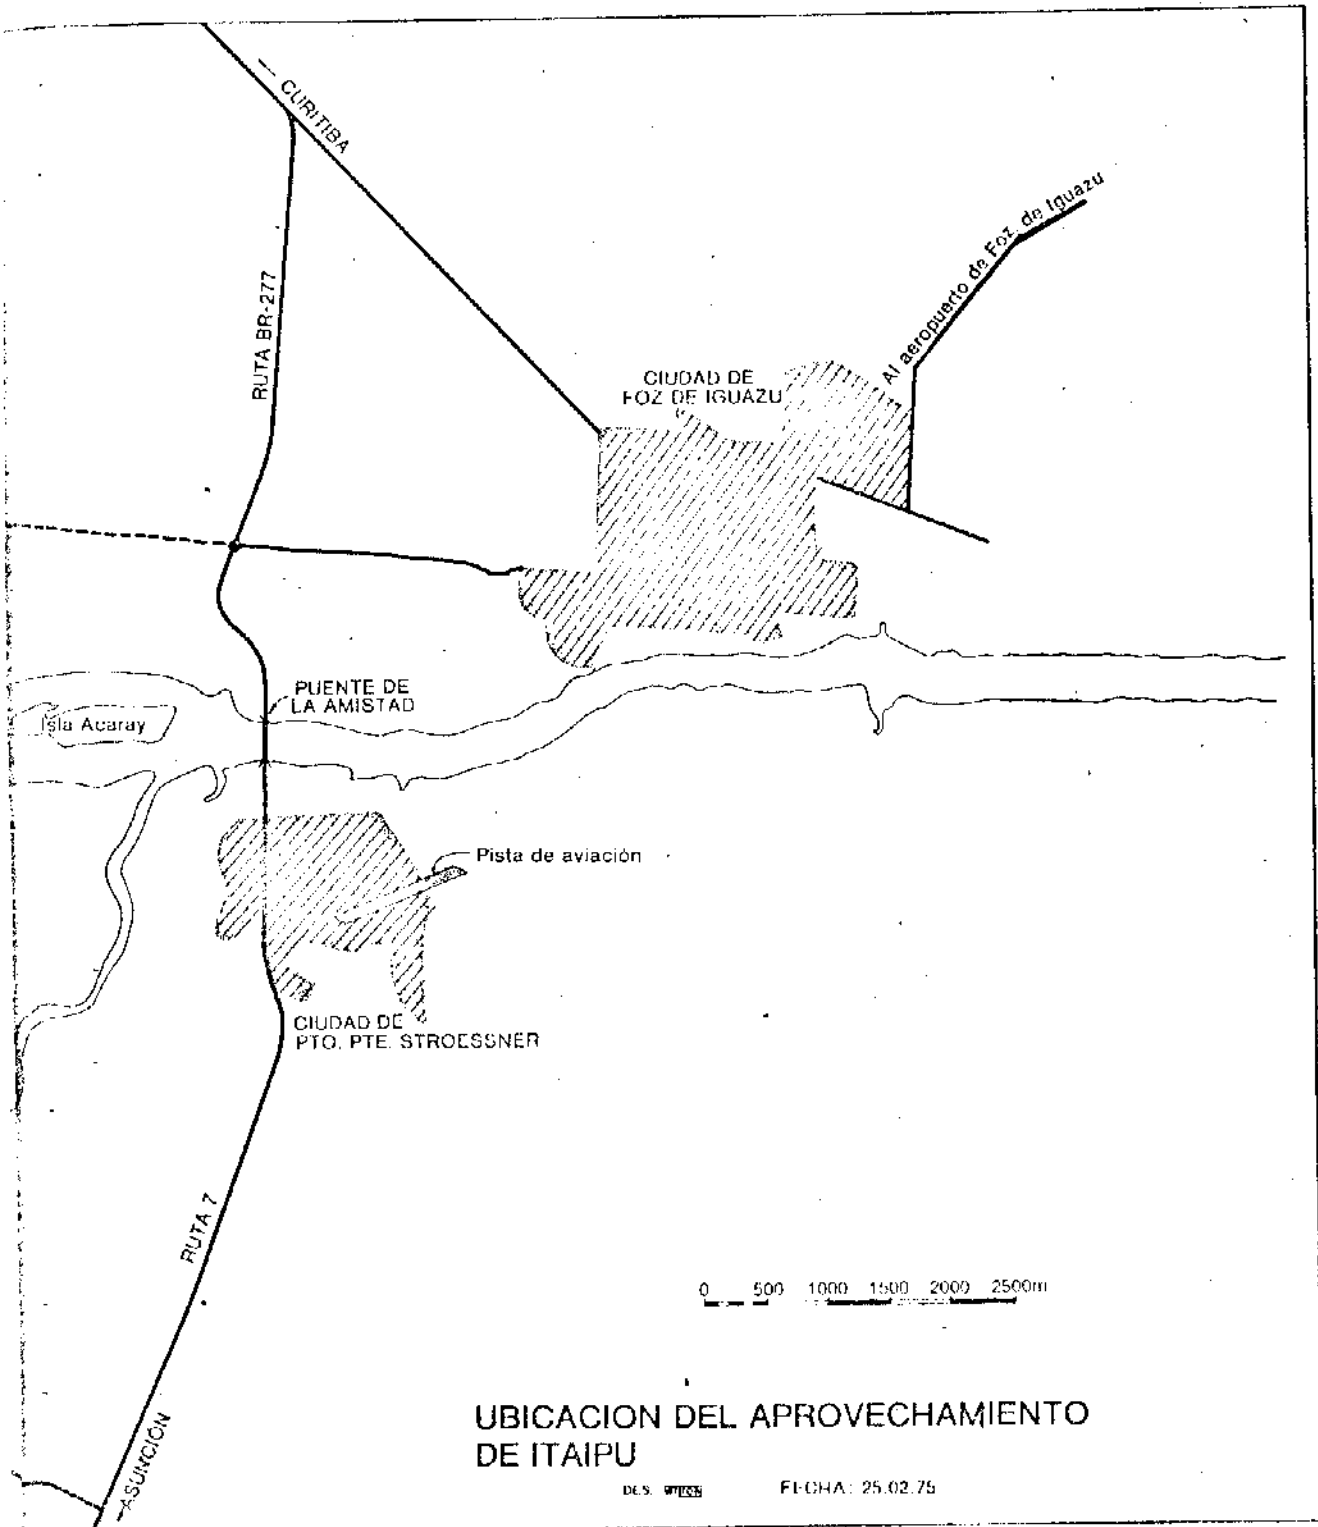 CURITIBA
RUTA BR-277
Al aeropuerto de Foz. de Iguazu
CIUDAD DE
FOZ DE IGUAZU
PUENTE DE
LA AMISTAD
Isla Acaray
Pista de aviación
CIUDAD DE
PTO. PTE. STROESSNER
RUTA 7
0 500 1000 1500 2000 2500m
ASUNCIÓN
UBICACION DEL APROVECHAMIENTO
DE ITAIPU
DES.
FECHA: 25.02.75